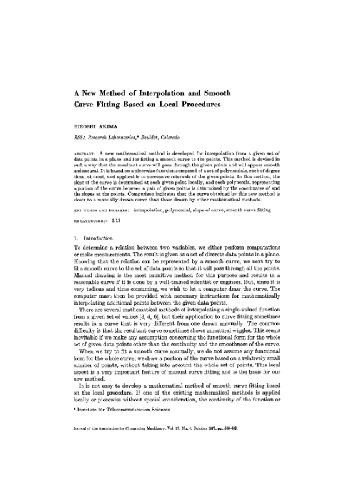 A New Method of Interpolation and Smooth
Curve Fitting Based on Local Procedures
HIROSHI AKIMA
ESSA Research Laboratories,* Boulder, Colorado
ABSTRACT. A new mathematical method is developed for interpolation from a given set of
data points in a plane and for fitting a smooth curve to the points. This method is devised in
such a way that the resultant curve will pass through the given points and will appear smooth
and natural. It is based on a piecewise function composed of a set of polynomials, each of degree
three, at most, and applicable to successive intervals of the given points. In this method, the
slope of the curve is determined at each given point locally, and each polynomial representing
a portion of the curve between a pair of given points is determined by the coordinates of and
the slopes at the points. Comparison indicates that the curve obtained by this new method is
closer to a manually drawn curve than those drawn by other mathematical methods.
KEY WORDS AND PHRASES: interpolation, polynomial, slope of curve, smooth curve fitting
CR CATEGORIES: 5.13
1. Introduction
To determine a relation between two variables, we either perform computations
or make measurements. The result is given as a set of discrete data points in a plane.
Knowing that the relation can be represented by a smooth curve, we next try to
fit a smooth curve to the set of data points so that it will pass through all the points.
Manual drawing is the most primitive method for this purpose and results in a
reasonable curve if it is done by a well-trained scientist or engineer. But, since it is
very tedious and time consuming, we wish to let a computer draw the curve. The
computer must then be provided with necessary instructions for mathematically
interpolating additional points between the given data points.
There are several mathematical methods of interpolating a single-valued function
from a given set of values [2, 4, 6], but their application to curve fitting sometimes
results in a curve that is very different from one drawn manually. The common
difficulty is that the resultant curve sometimes shows unnatural wiggles. This seems
inevitable if we make any assumption concerning the functional form for the whole
set of given data points other than the continuity and the smoothness of the curve.
When we try to fit a smooth curve manually, we do not assume any functional
form for the whole curve; we draw a portion of the curve based on a relatively small
number of points, without taking into account the whole set of points. This local
aspect is a very important feature of manual curve fitting and is the basis for our
new method.
It is not easy to develop a mathematical method of smooth curve fitting based
on the local procedure. If one of the existing mathematical methods is applied
locally or piecewise without special consideration, the continuity of the function or
* Institute for Telecommunication Sciences
Journal of the Association for Computing Machinery, Vol. 17, No. 4, October 1970, pp. 589-602.